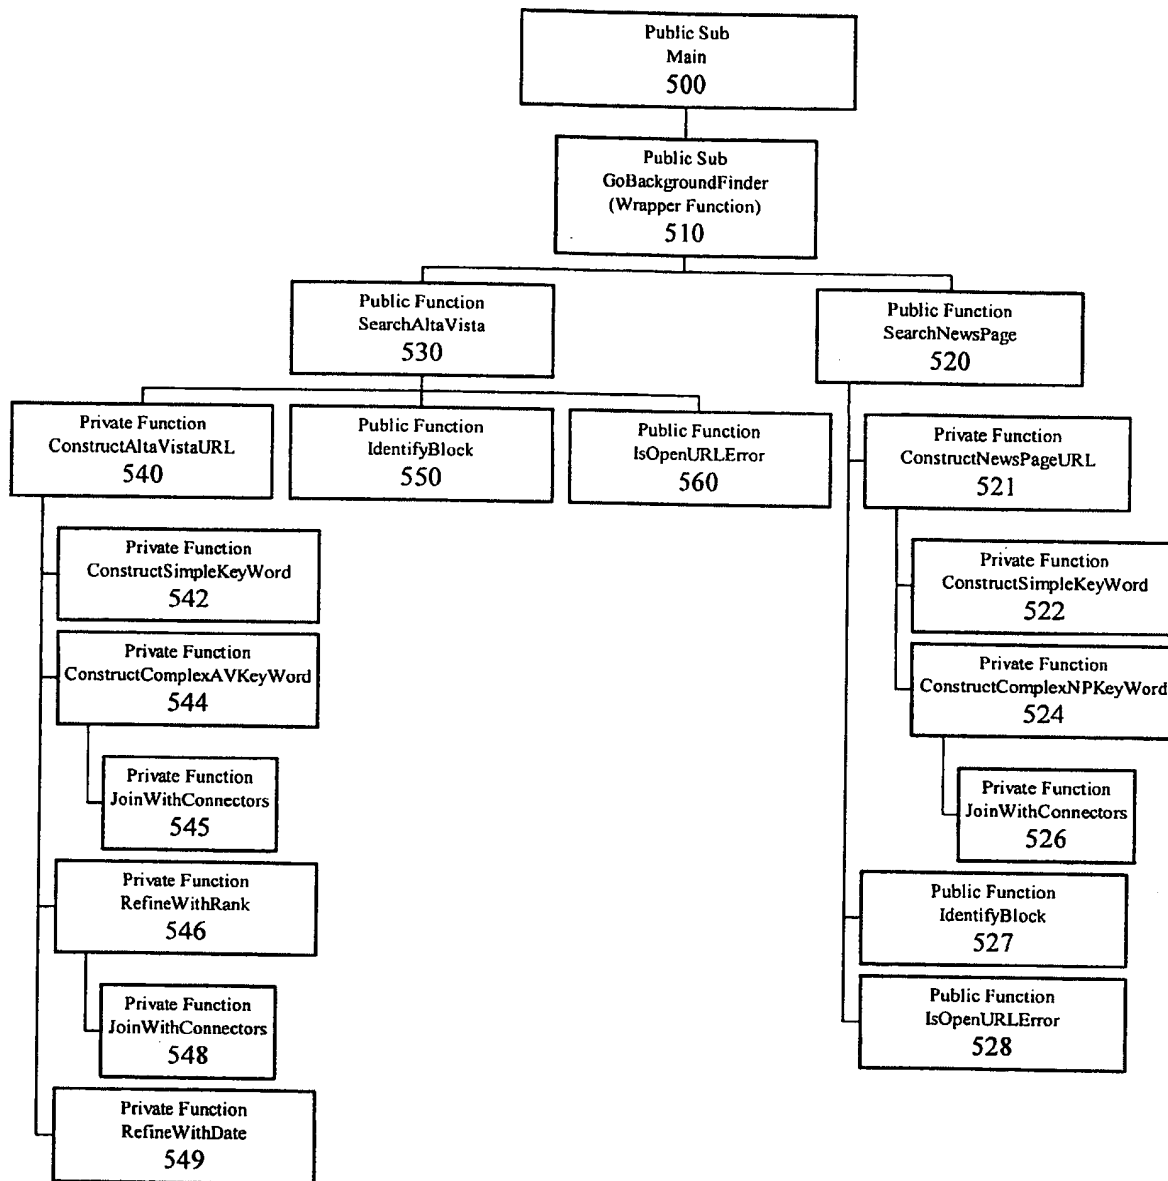 Public Sub
Main
500
Public Sub
GoBackgroundFinder
(Wrapper Function)
510
Public Function
SearchAltaVista
530
Public Function
SearchNewsPage
520
Private Function
ConstructAltaVistaURL
540
Public Function
IdentifyBlock
550
Public Function
IsOpenURLError
560
Private Function
ConstructNewsPageURL
521
Private Function
ConstructSimpleKeyWord
542
Private Function
ConstructSimpleKeyWord
522
Private Function
ConstructComplexAVKeyWord
544
Private Function
ConstructComplexNPKeyWord
524
Private Function
JoinWithConnectors
545
Private Function
JoinWithConnectors
526
Private Function
RefineWithRank
546
Public Function
IdentifyBlock
527
Private Function
JoinWithConnectors
548
Public Function
IsOpenURLError
528
Private Function
RefineWithDate
549